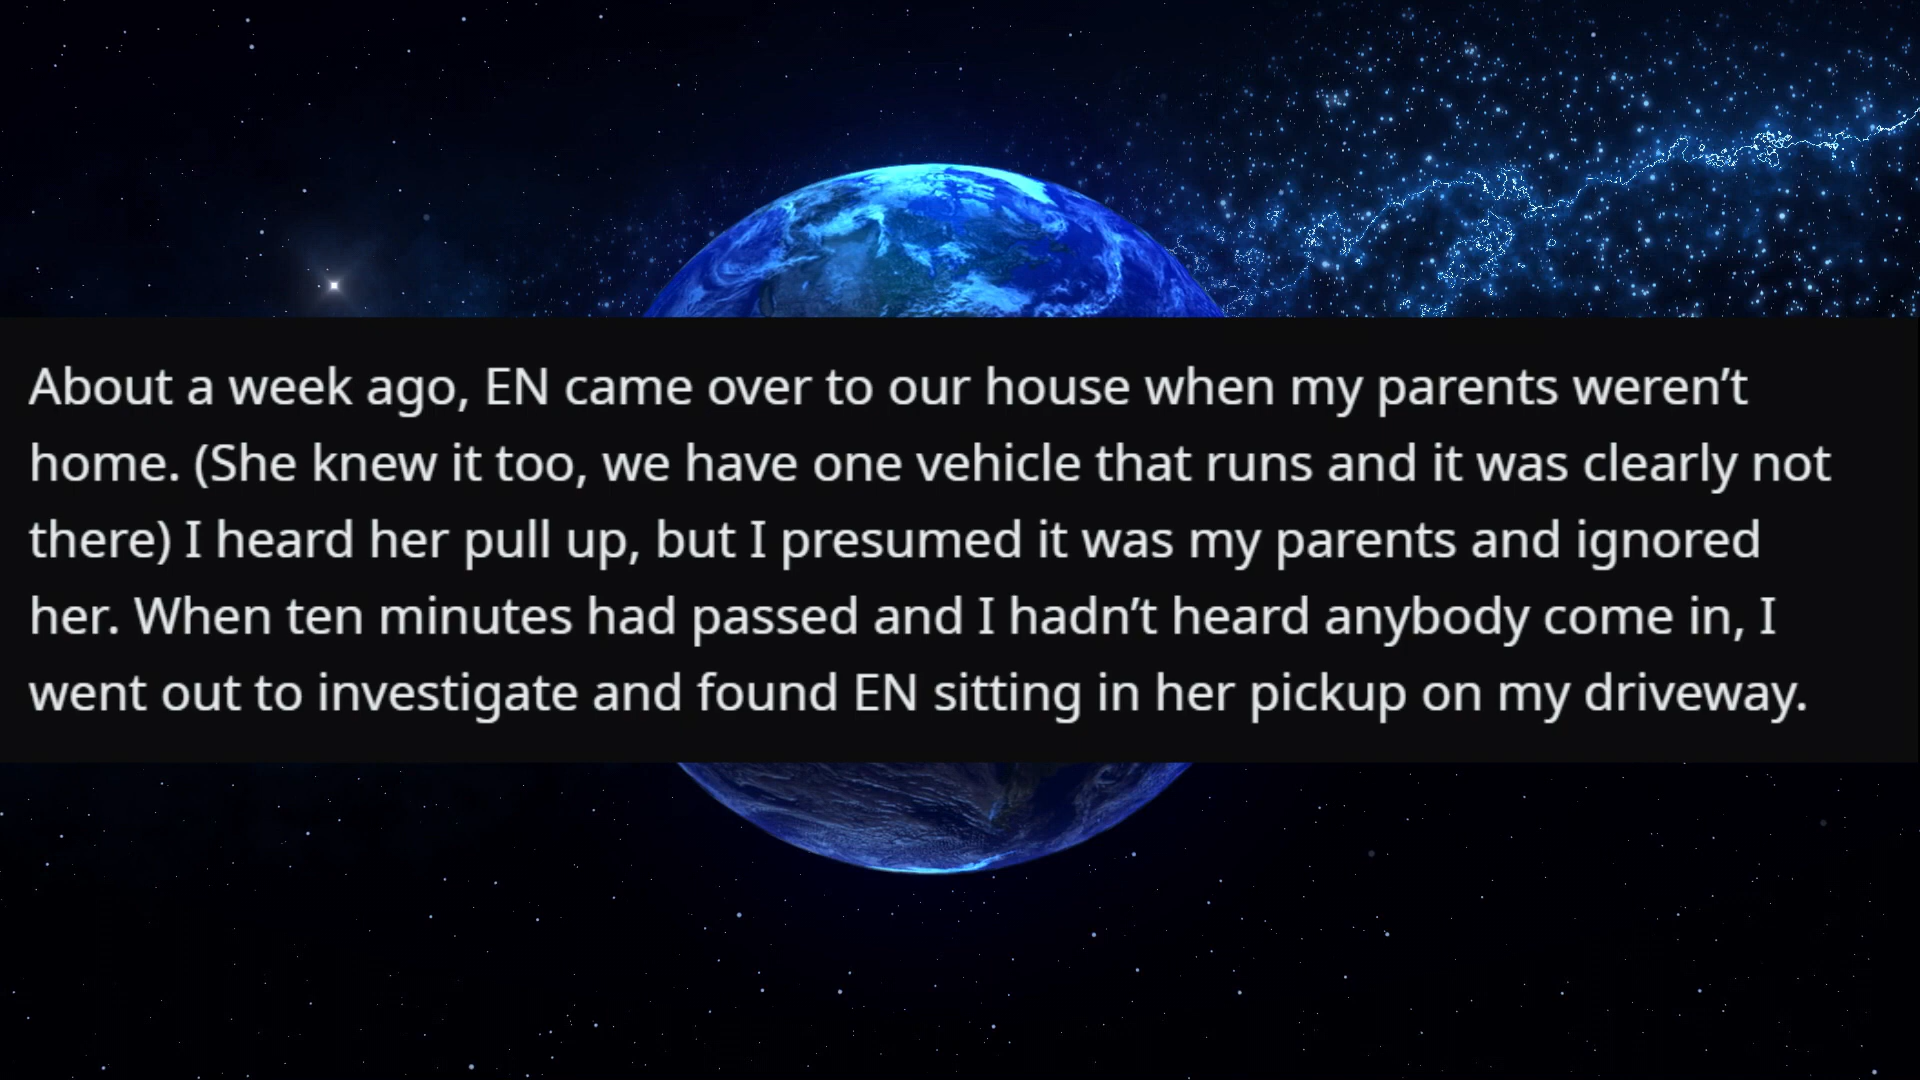 About a week ago, EN came over to our house when my parents weren’t
home. (She knew it too, we have one vehicle that runs and it was clearly not
there) I heard her pull up, but I presumed it was my parents and ignored
her. When ten minutes had passed and I hadn’t heard anybody come in, I
went out to investigate and found EN sitting in her pickup on my driveway.